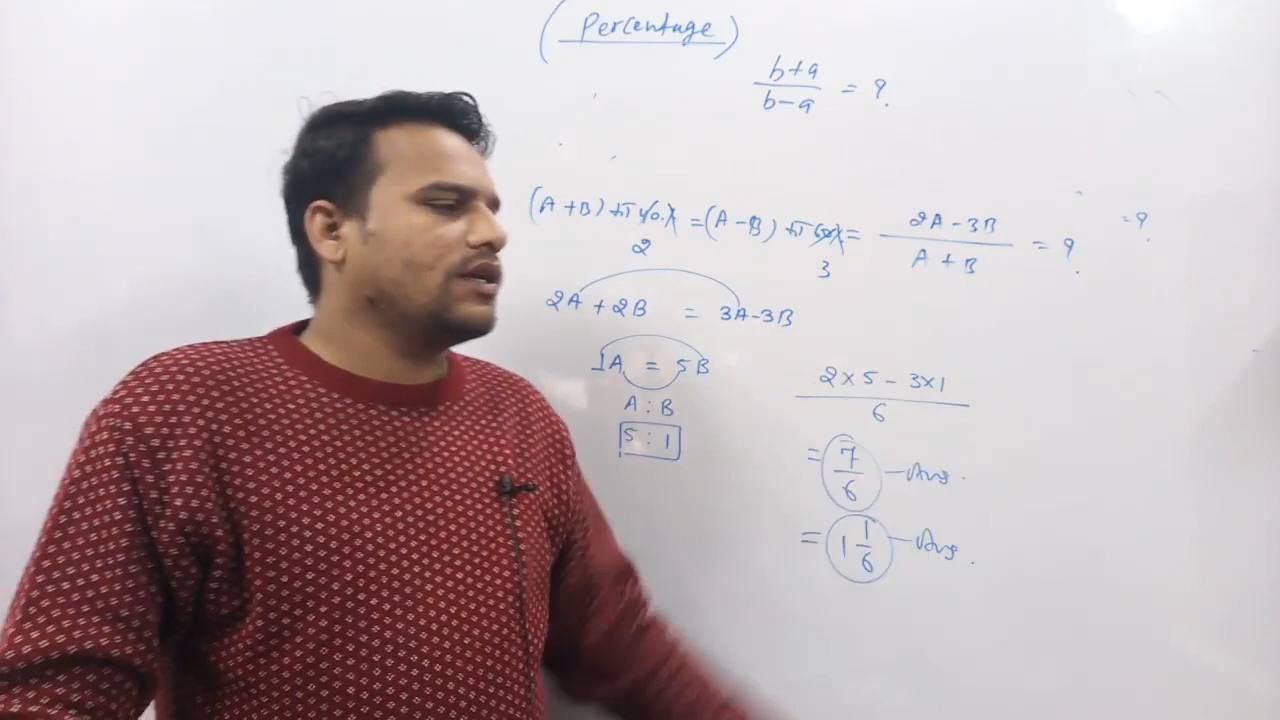 (Percentage)
b+a / b-a = ?
(A+B) का 40% = (A-B) का 60% = 2A-3B / A+B = ?
= ?
2 3
2A+2B = 3A-3B
1A = 5B
A : B
5 : 1
2×5-3×1 / 6
= 7/6 - Ans.
= 1 1/6 - Ans.